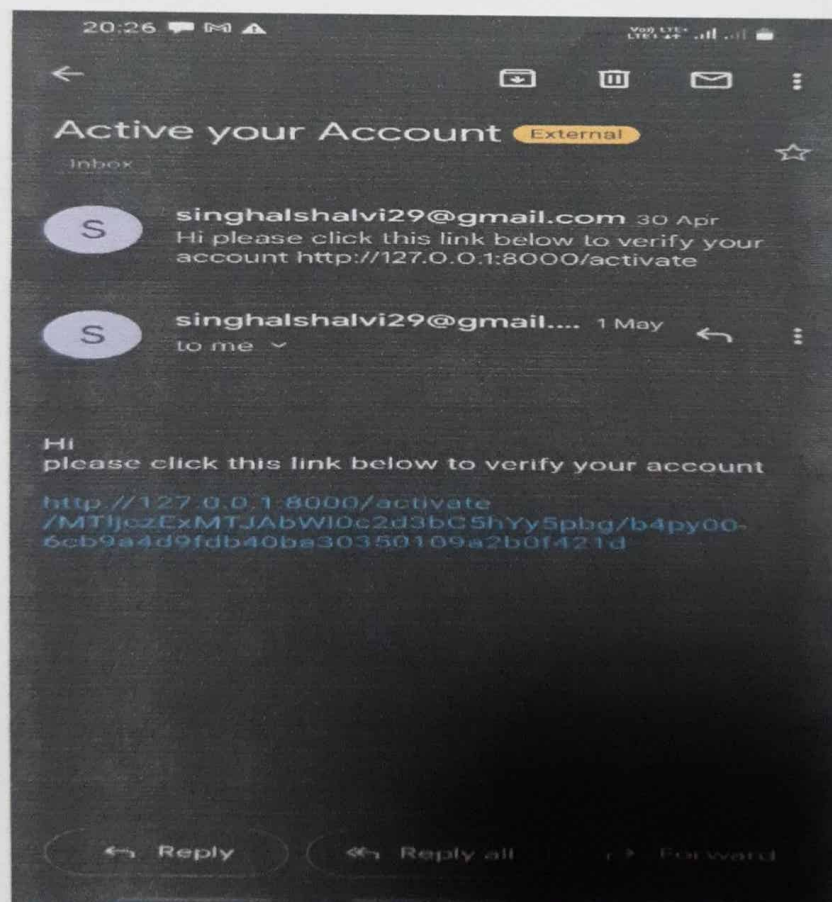 20:26
Active your Account External
Inbox
S
singhalshalvi29@gmail.com 30 Apr
Hi please click this link below to verify your
account http://127.0.0.1:8000/activate
S
singhalshalvi29@gmail.... 1 May
to me
Hi
please click this link below to verify your account
http://127.0.0.1:8000/activate
6cb9a4d9fdb40ba30350109a2b0f421d
Reply
Reply all
Forward